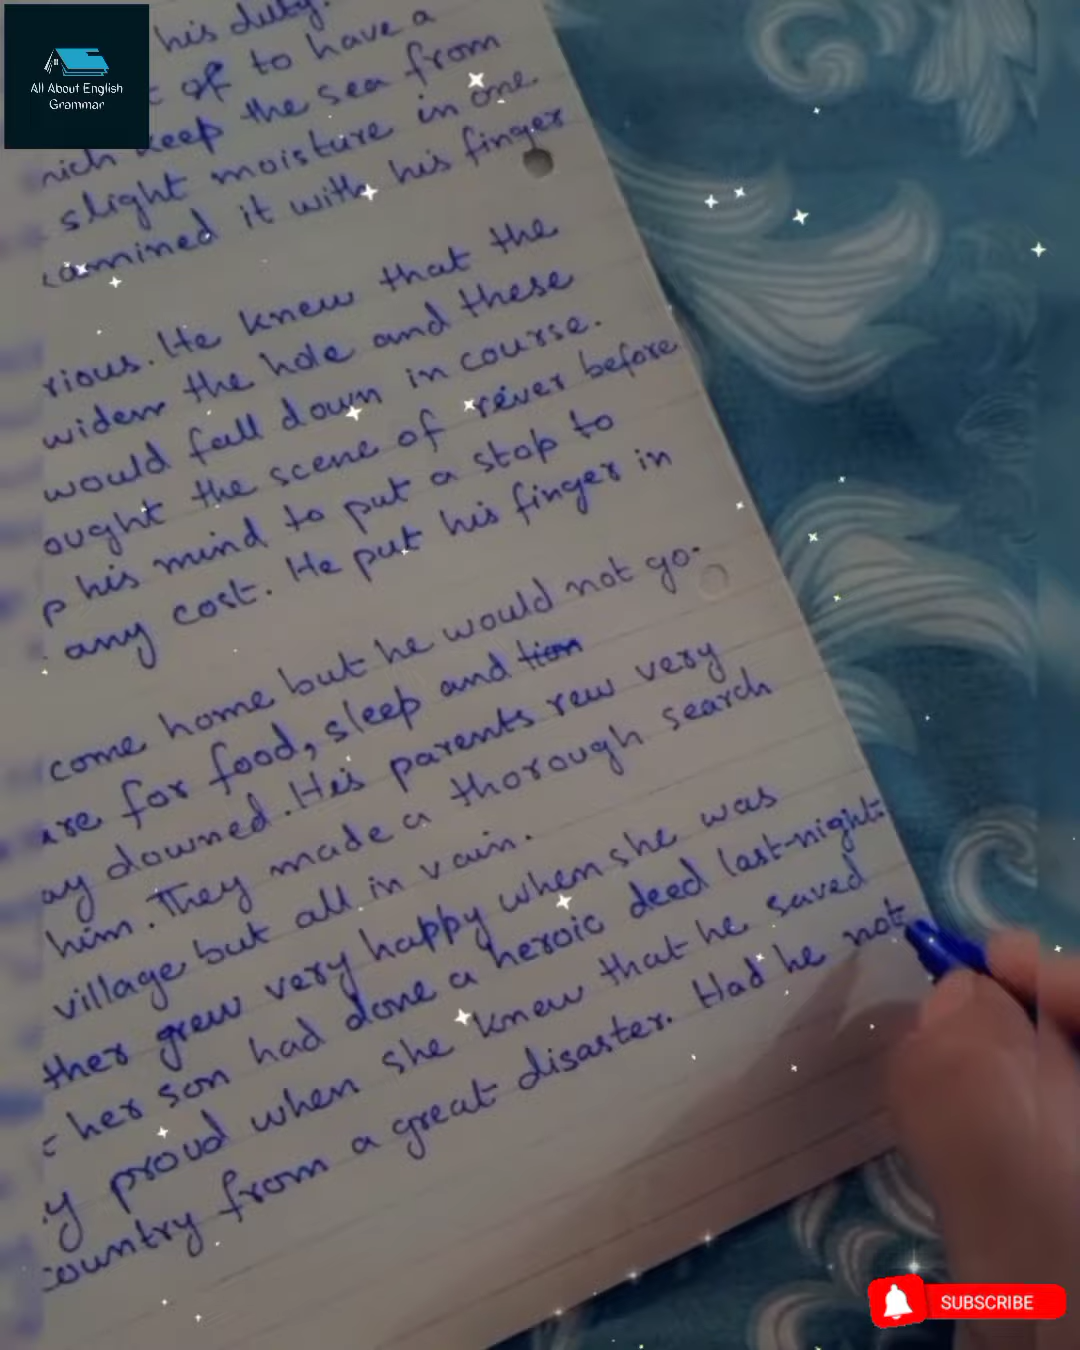 All About English
Grammar
his duty.
of to have a
keep the sea from
slight moisture in one.
it with his finger
rious. He knew that the
widen the hole and these
would fall down in course.
ought the scene of rever before
p his mind to put a stop to
any cost. He put his finger in
come home but he would not go.
are for food, sleep and
ay downed. His parents rew very
him. They made a thorough search
village but all in vain.
ther grew very happy when she was
her son had done a heroic deed last-night.
y proud when she knew that he saved
country from a great disaster. Had he not
SUBSCRIBE